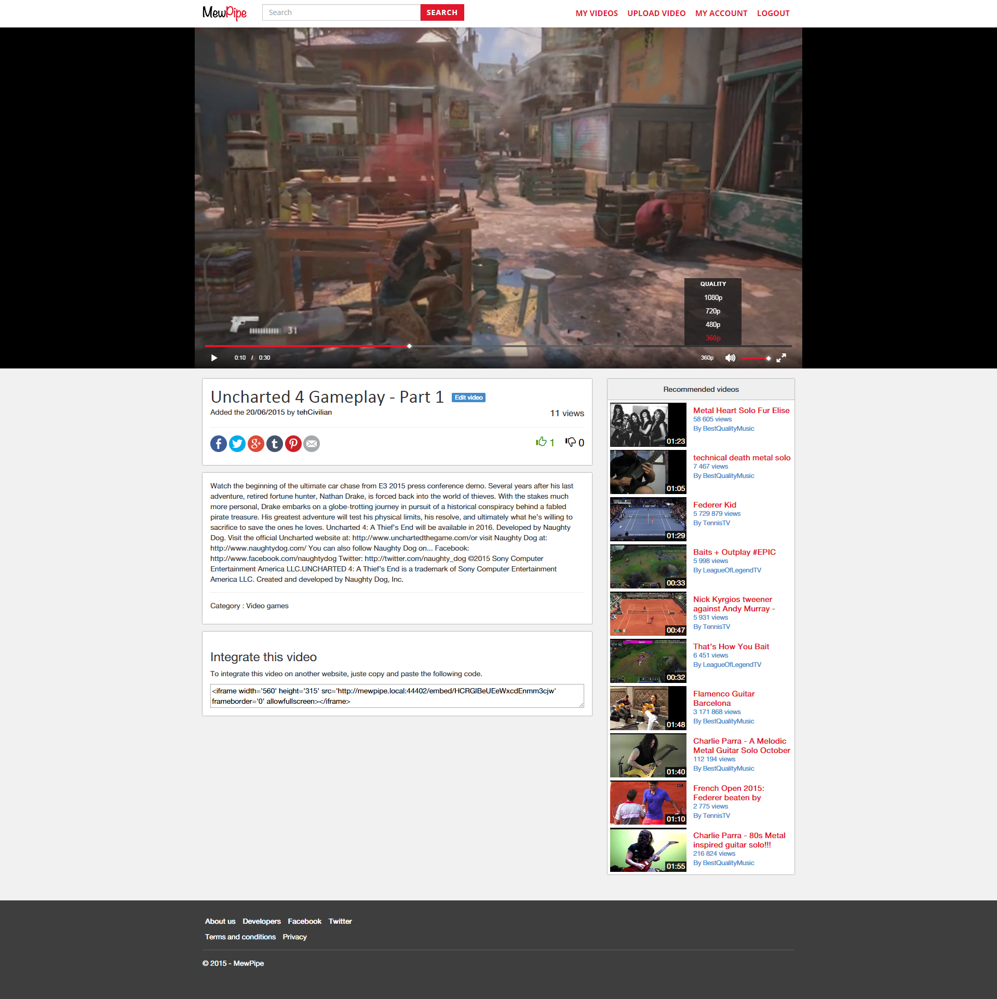 MewPipe
Search
SEARCH
MY VIDEOS
UPLOAD VIDEO
MY ACCOUNT
LOGOUT
31
QUALITY
1080p
720p
480p
360p
0:10 / 0:30
360p
Uncharted 4 Gameplay - Part 1
Edit video
Added the 20/06/2015 by tehCivilian
11 views
1
0
Watch the beginning of the ultimate car chase from E3 2015 press conference demo. Several years after his last
adventure, retired fortune hunter, Nathan Drake, is forced back into the world of thieves. With the stakes much
more personal, Drake embarks on a globe-trotting journey in pursuit of a historical conspiracy behind a fabled
pirate treasure. His greatest adventure will test his physical limits, his resolve, and ultimately what he’s willing to
sacrifice to save the ones he loves. Uncharted 4: A Thief’s End will be available in 2016. Developed by Naughty
Dog. Visit the official Uncharted website at: http://www.unchartedthegame.com/or visit Naughty Dog at:
http://www.naughtydog.com/ You can also follow Naughty Dog on... Facebook:
http://www.facebook.com/naughtydog Twitter: http://twitter.com/naughty_dog ©2015 Sony Computer
Entertainment America LLC.UNCHARTED 4: A Thief’s End is a trademark of Sony Computer Entertainment
America LLC. Created and developed by Naughty Dog, Inc.
Category : Video games
Integrate this video
To integrate this video on another website, juste copy and paste the following code.
<iframe width='560' height='315' src='http://mewpipe.local:44402/embed/HCRGIBeUEeWxcdEnmm3cjw'
frameborder='0' allowfullscreen></iframe>
Recommended videos
01:23
Metal Heart Solo Fur Elise
58 605 views
By BestQualityMusic
01:05
technical death metal solo
7 467 views
By BestQualityMusic
01:29
Federer Kid
5 729 879 views
By TennisTV
00:33
Baits + Outplay #EPIC
5 998 views
By LeagueOfLegendTV
00:47
Nick Kyrgios tweener
against Andy Murray -
5 931 views
By TennisTV
00:32
That's How You Bait
6 451 views
By LeagueOfLegendTV
01:48
Flamenco Guitar
Barcelona
3 171 868 views
By BestQualityMusic
01:40
Charlie Parra - A Melodic
Metal Guitar Solo October
112 194 views
By BestQualityMusic
01:10
French Open 2015:
Federer beaten by
2 775 views
By TennisTV
01:55
Charlie Parra - 80s Metal
inspired guitar solo!!!
216 824 views
By BestQualityMusic
About us
Developers
Facebook
Twitter
Terms and conditions
Privacy
© 2015 - MewPipe